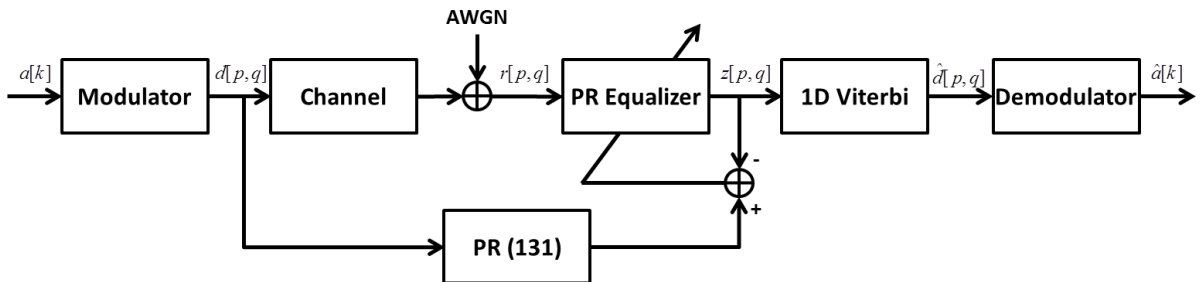 AWGN
a[k]
d[p,q]
r[p,q]
z[p,q]
d̂[p,q]
â[k]
Modulator
Channel
PR Equalizer
1D Viterbi
Demodulator
-
+
PR (131)